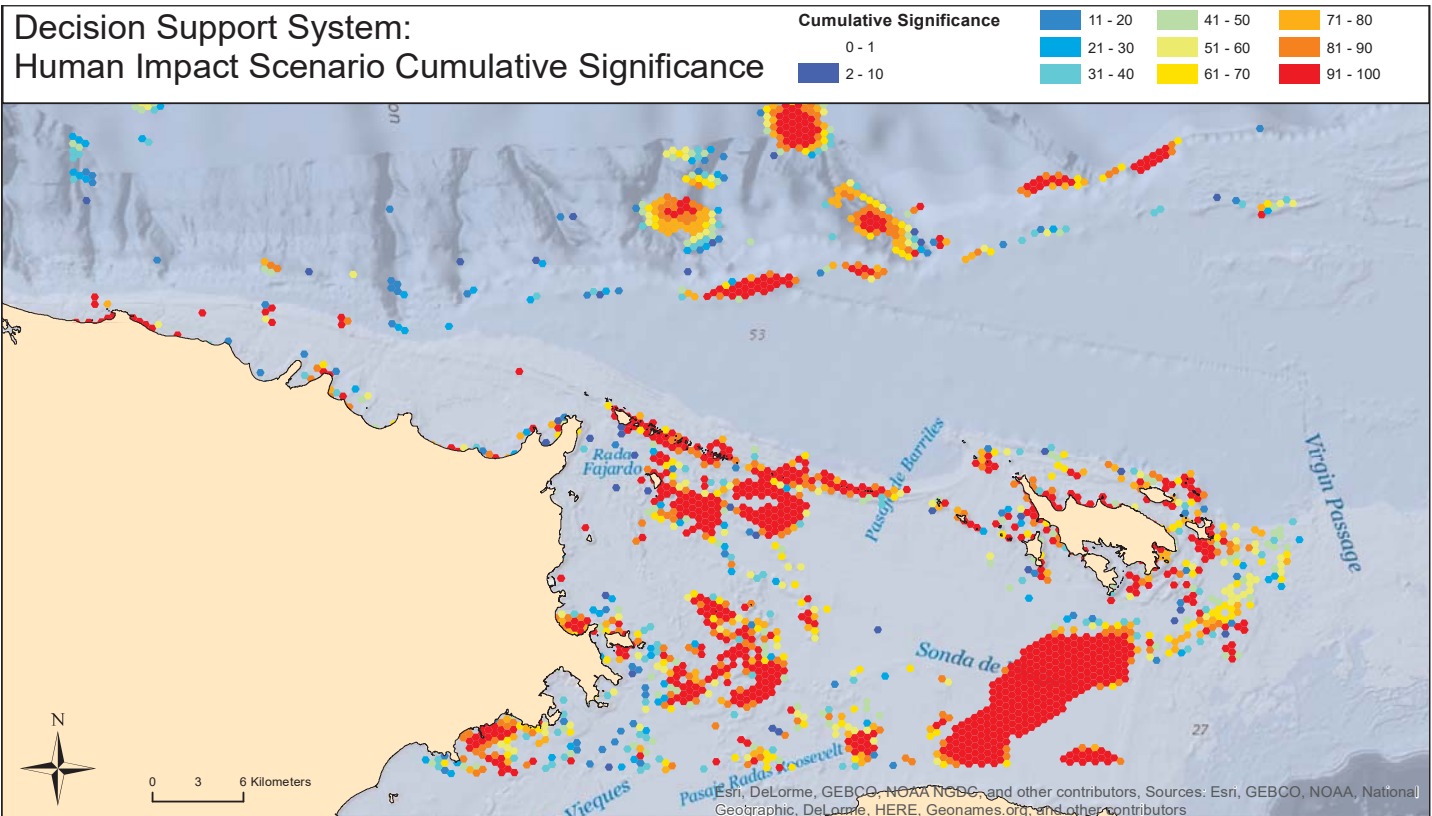 Decision Support System:
Human Impact Scenario Cumulative Significance
Cumulative Significance
0 - 1
2 - 10
11 - 20
21 - 30
31 - 40
41 - 50
51 - 60
61 - 70
71 - 80
81 - 90
91 - 100
53
Rada
Fajardo
Pasaje de Barriles
Virgin Passage
Sonda de
27
N
0 3 6 Kilometers
Vieques
Pasaje Radas Roosevelt
Esri, DeLorme, GEBCO, NOAA NGDC, and other contributors, Sources: Esri, GEBCO, NOAA, National
Geographic, DeLorme, HERE, Geonames.org, and other contributors